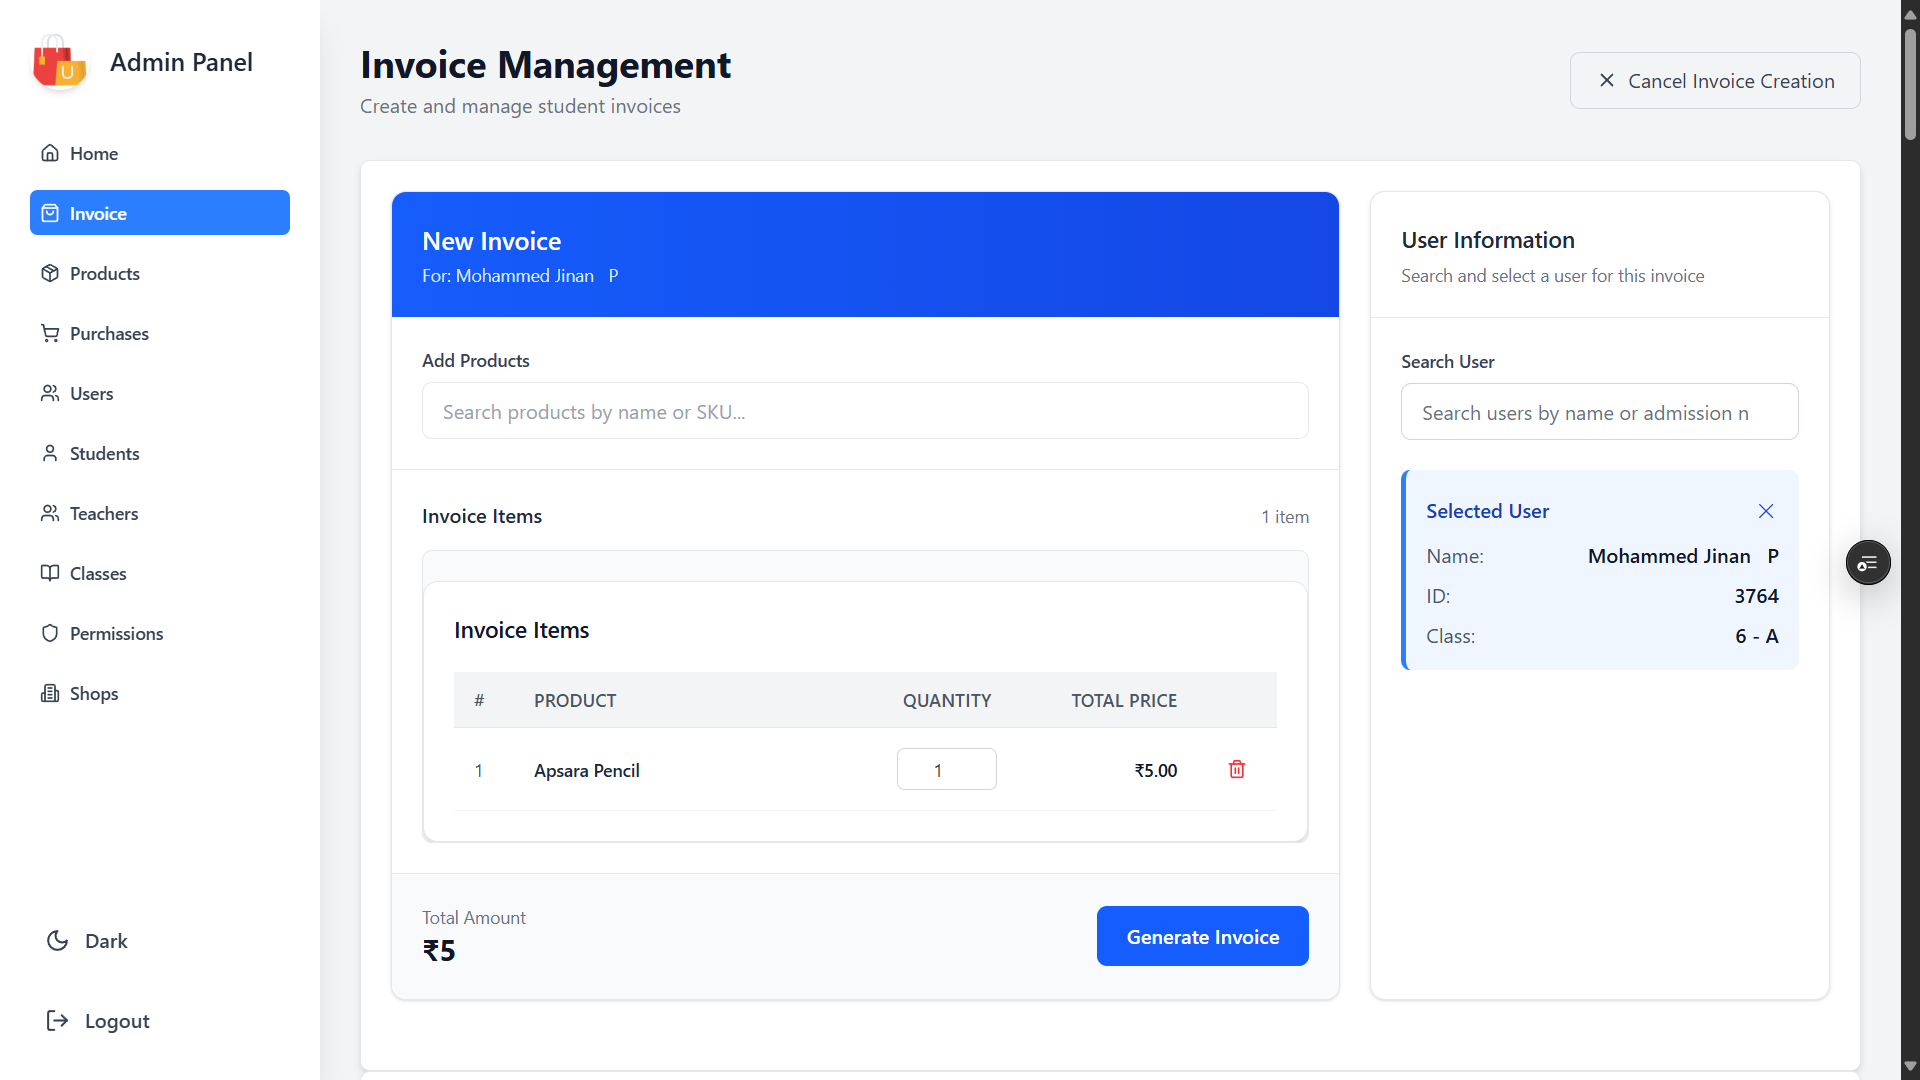 Admin Panel
Home
Invoice
Products
Purchases
Users
Students
Teachers
Classes
Permissions
Shops
Dark
Logout
Invoice Management
Create and manage student invoices
Cancel Invoice Creation
New Invoice
For: Mohammed Jinan P
Add Products
Search products by name or SKU...
Invoice Items 1 item
Invoice Items
# PRODUCT QUANTITY TOTAL PRICE
1 Apsara Pencil 1 ₹5.00
Total Amount
₹5
Generate Invoice
User Information
Search and select a user for this invoice
Search User
Search users by name or admission n
Selected User
Name: Mohammed Jinan P
ID: 3764
Class: 6 - A